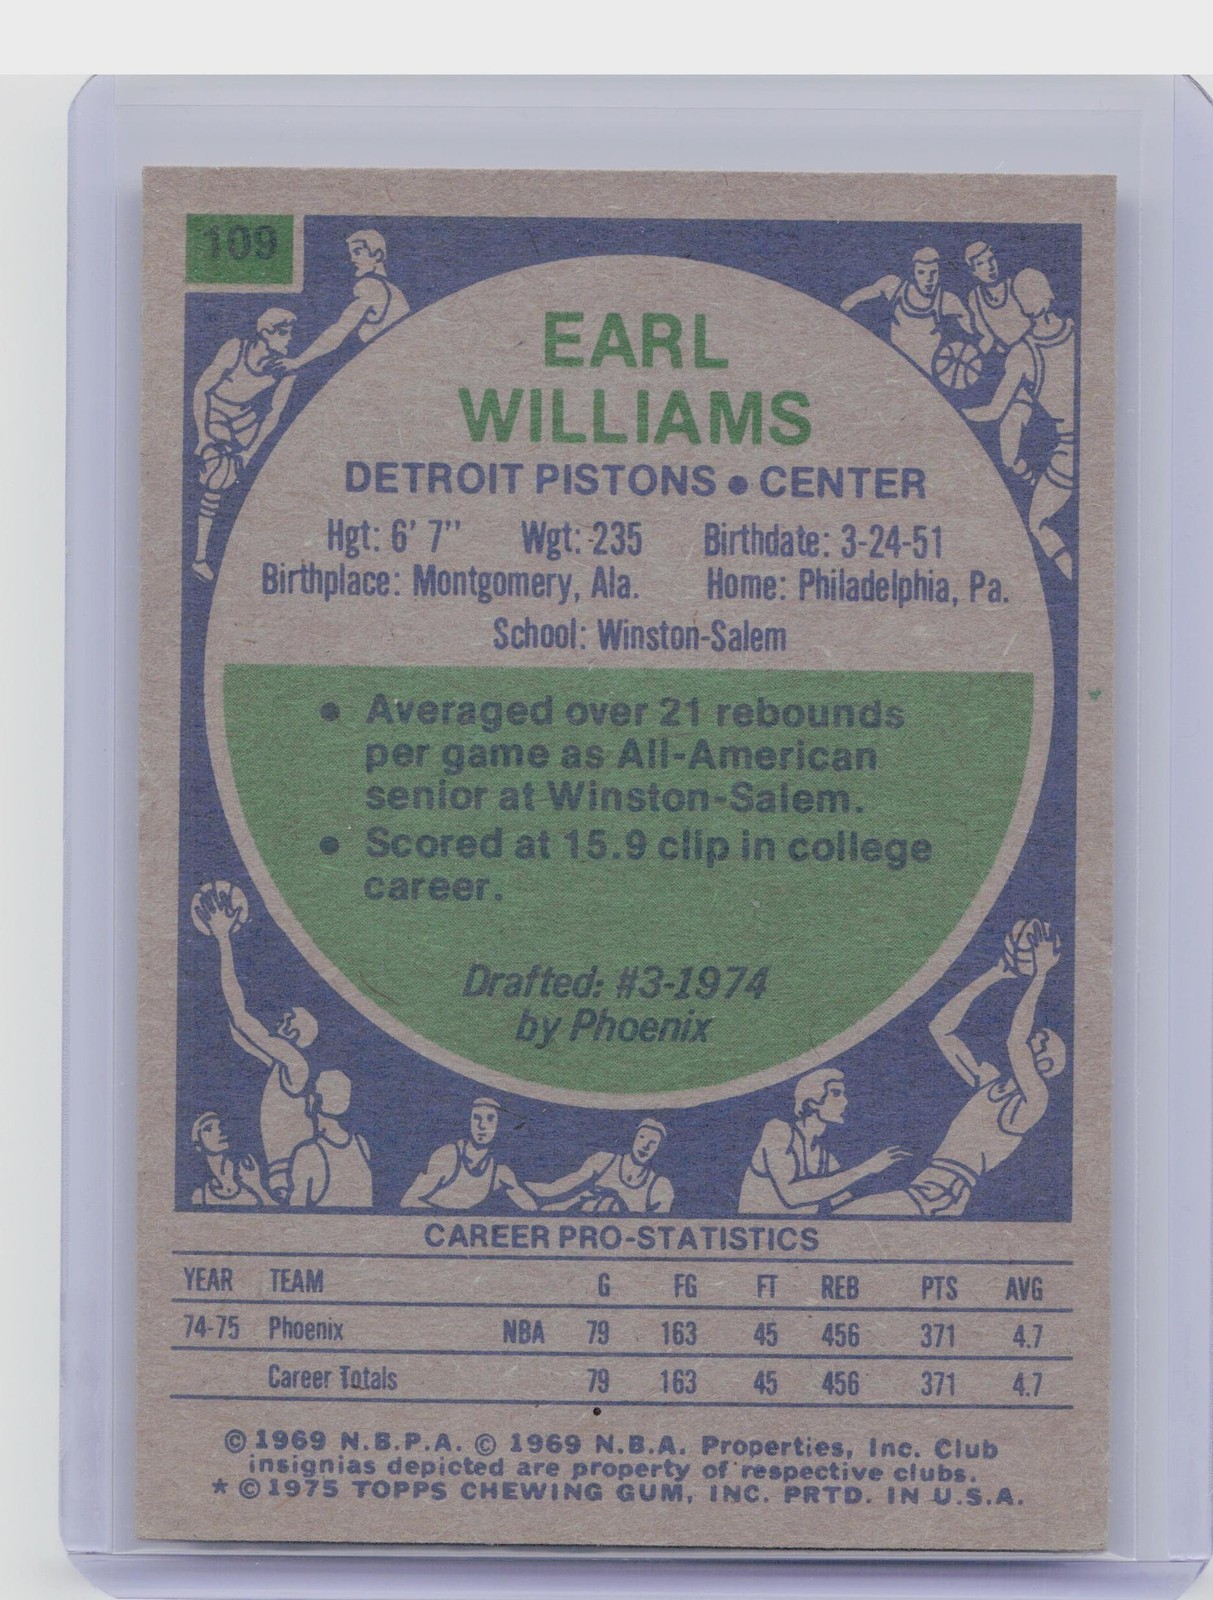 109
EARL
WILLIAMS
DETROIT PISTONS • CENTER
Hgt: 6' 7" Wgt: 235 Birthdate: 3-24-51
Birthplace: Montgomery, Ala. Home: Philadelphia, Pa.
School: Winston-Salem
• Averaged over 21 rebounds
per game as All-American
senior at Winston-Salem.
• Scored at 15.9 clip in college
career.
Drafted: #3-1974
by Phoenix
CAREER PRO-STATISTICS
YEAR TEAM G FG FT REB PTS AVG
74-75 Phoenix NBA 79 163 45 456 371 4.7
Career Totals 79 163 45 456 371 4.7
© 1969 N.B.P.A. © 1969 N.B.A. Properties, Inc. Club
insignias depicted are property of respective clubs.
* © 1975 TOPPS CHEWING GUM, INC. PRTD. IN U.S.A.